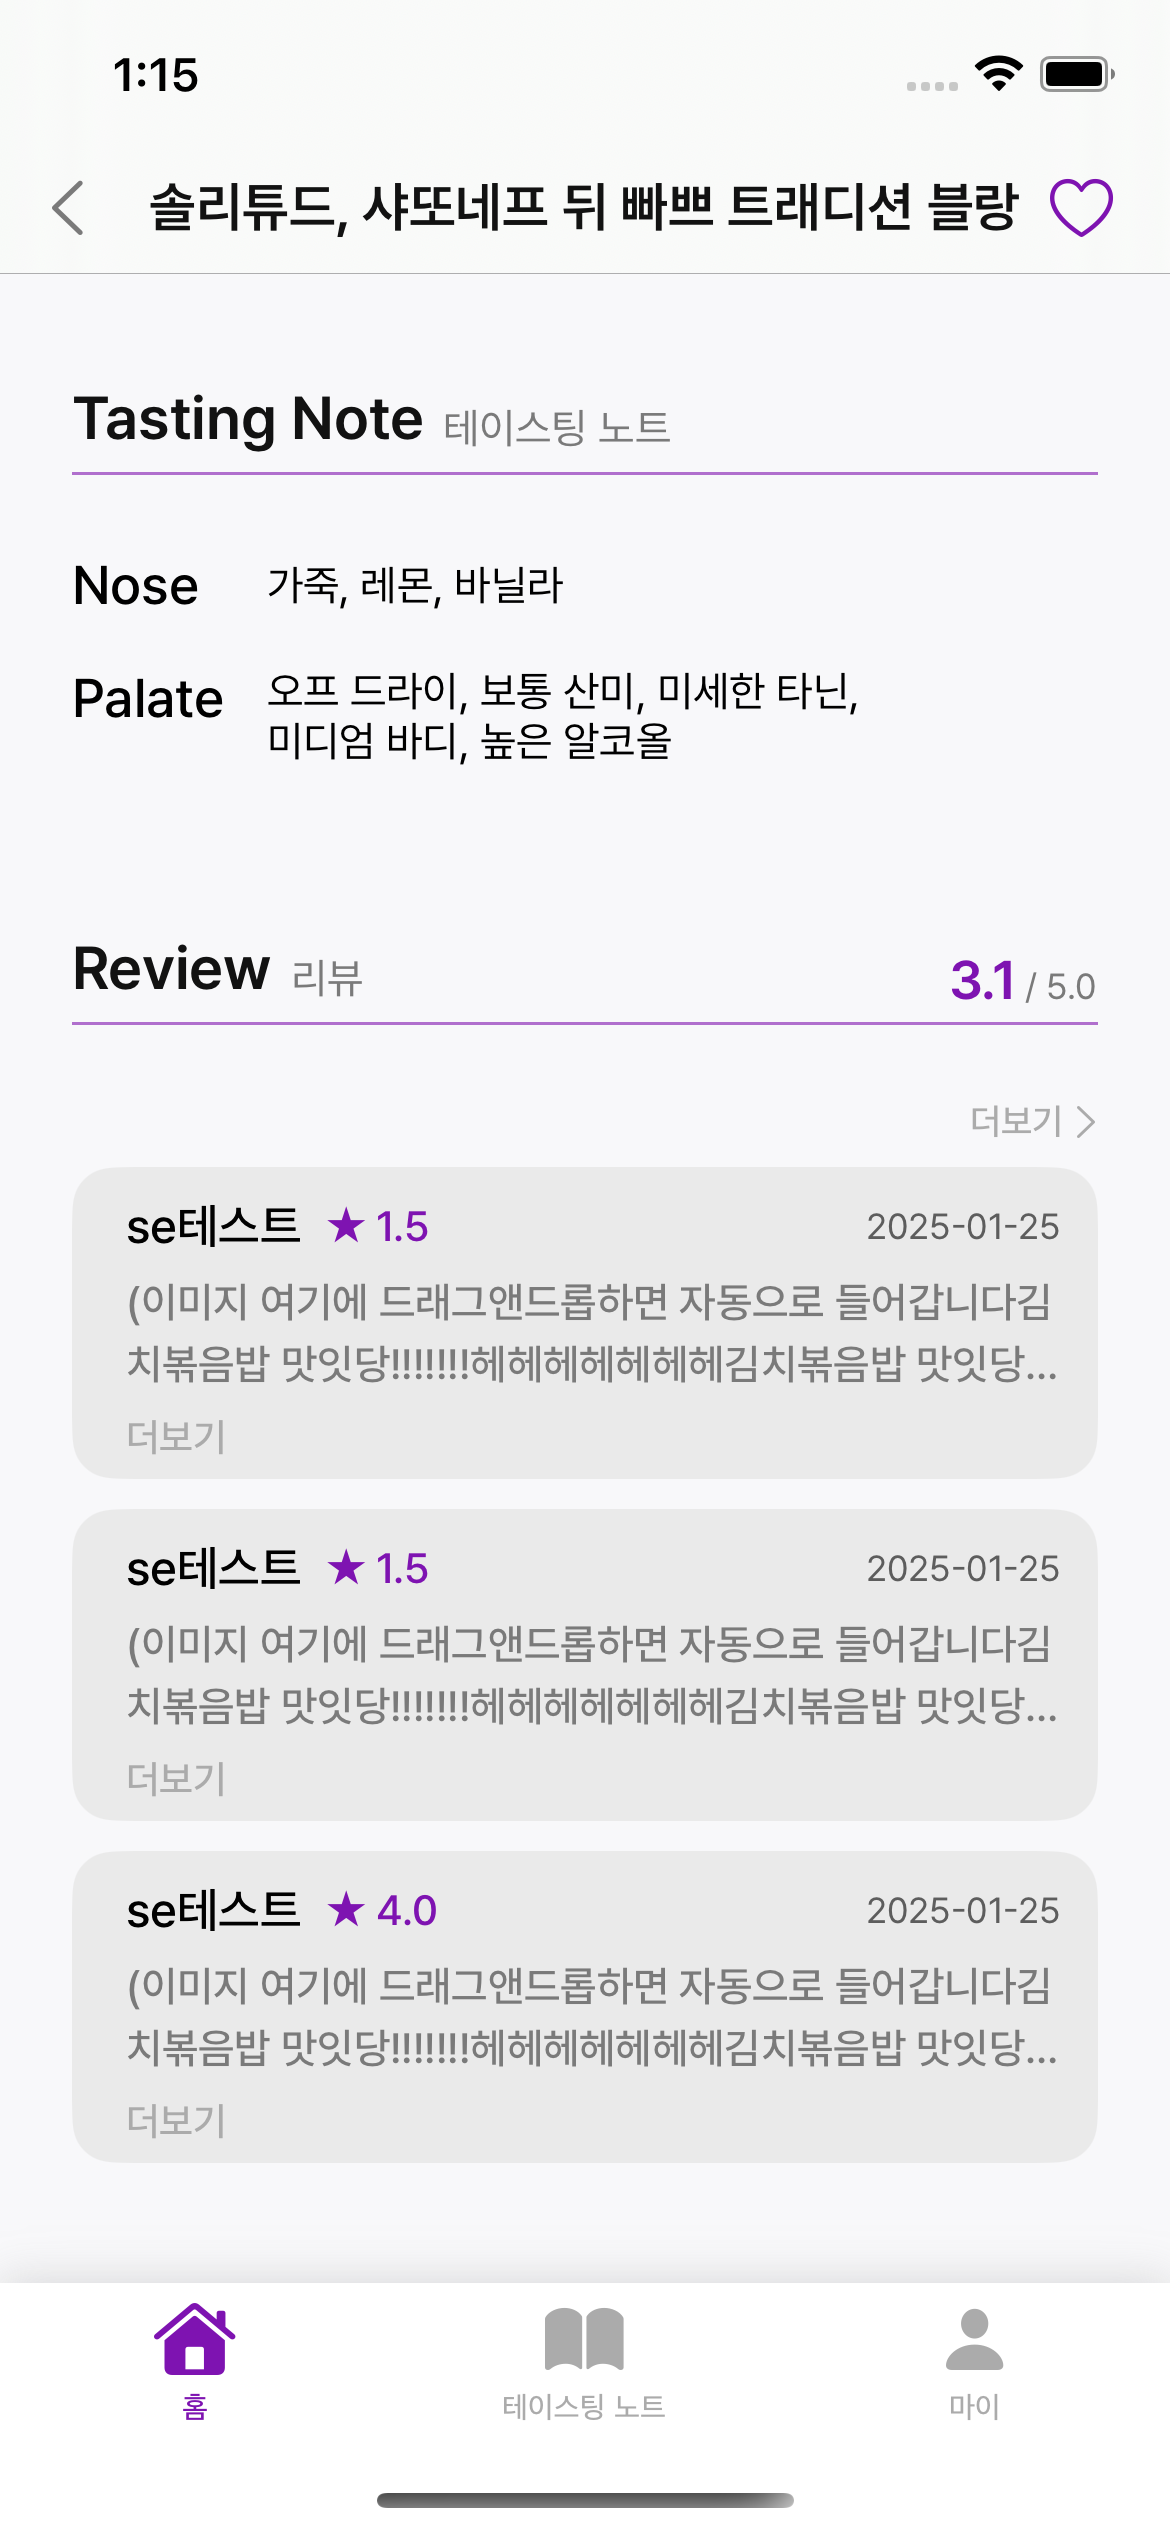 1:15
솔리튜드, 샤또네프 뒤 빠쁘 트래디션 블랑
Tasting Note 테이스팅 노트
Nose 가죽, 레몬, 바닐라
Palate 오프 드라이, 보통 산미, 미세한 타닌,
미디엄 바디, 높은 알코올
Review 리뷰 3.1 / 5.0
더보기
se테스트 ★ 1.5 2025-01-25
(이미지 여기에 드래그앤드롭하면 자동으로 들어갑니다김
치볶음밥 맛잇당!!!!!!!헤헤헤헤헤헤헤김치볶음밥 맛잇당...
더보기
se테스트 ★ 1.5 2025-01-25
(이미지 여기에 드래그앤드롭하면 자동으로 들어갑니다김
치볶음밥 맛잇당!!!!!!!헤헤헤헤헤헤헤김치볶음밥 맛잇당...
더보기
se테스트 ★ 4.0 2025-01-25
(이미지 여기에 드래그앤드롭하면 자동으로 들어갑니다김
치볶음밥 맛잇당!!!!!!!헤헤헤헤헤헤헤김치볶음밥 맛잇당...
더보기
홈 테이스팅 노트 마이